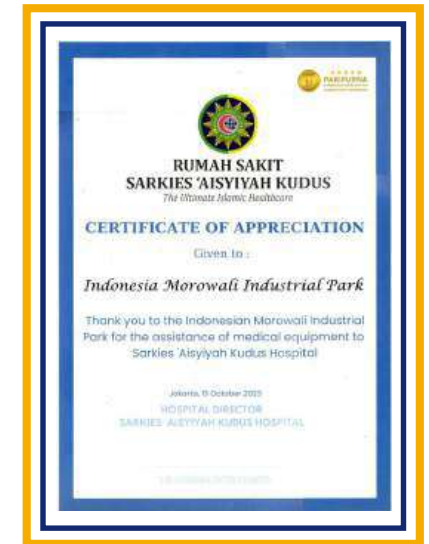 PARIPURNA
RUMAH SAKIT
SARKIES 'AISYIYAH KUDUS
The Ultimate Islamic Healthcare
CERTIFICATE OF APPRECIATION
Given to :
Indonesia Morowali Industrial Park
Thank you to the Indonesian Morowali Industrial
Park for the assistance of medical equipment to
Sarkies 'Aisyiyah Kudus Hospital
HOSPITAL DIRECTOR
SARKIES 'AISYIYAH KUDUS HOSPITAL